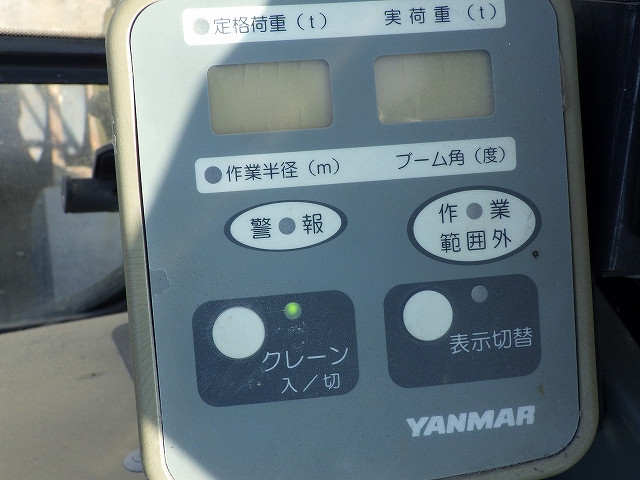 定格荷重(t) 実荷重(t)
作業半径(m) ブーム角(度)
警報 作業
範囲外
クレーン
入/切
表示切替
YANMAR